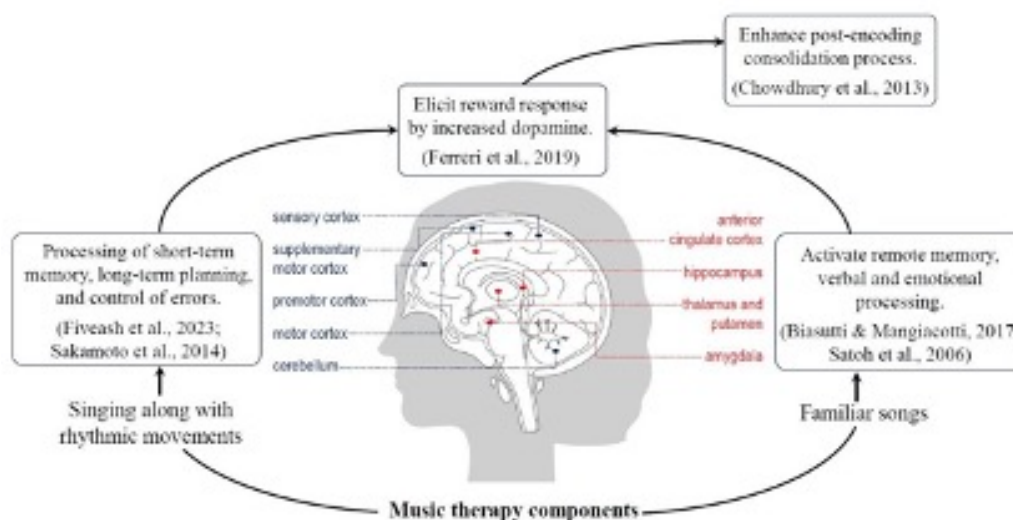 Enhance post-encoding
consolidation process.
(Chowdhury et al., 2013)
Elicit reward response
by increased dopamine.
(Ferreri et al., 2019)
Processing of short-term
memory, long-term planning,
and control of errors.
(Fiveash et al., 2023;
Sakamoto et al., 2014)
sensory cortex
supplementary
motor cortex
premotor cortex
motor cortex
cerebellum
anterior
cingulate cortex
hippocampus
thalamus and
putamen
amygdala
Activate remote memory,
verbal and emotional
processing.
(Biasutti & Mangiacotti, 2017
Satoh et al., 2006)
Singing along with
rhythmic movements
Familiar songs
Music therapy components